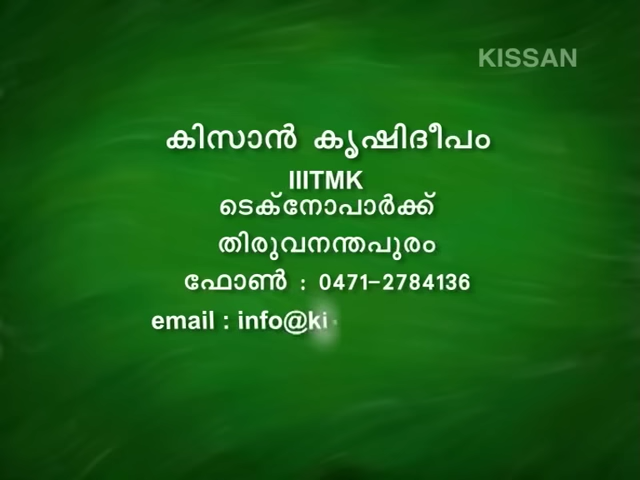 KISSAN
കിസാൻ കൃഷിദീപം
IIITMK
ടെക്നോപാർക്ക്
തിരുവനന്തപുരം
ഫോൺ : 0471-2784136
email : info@ki